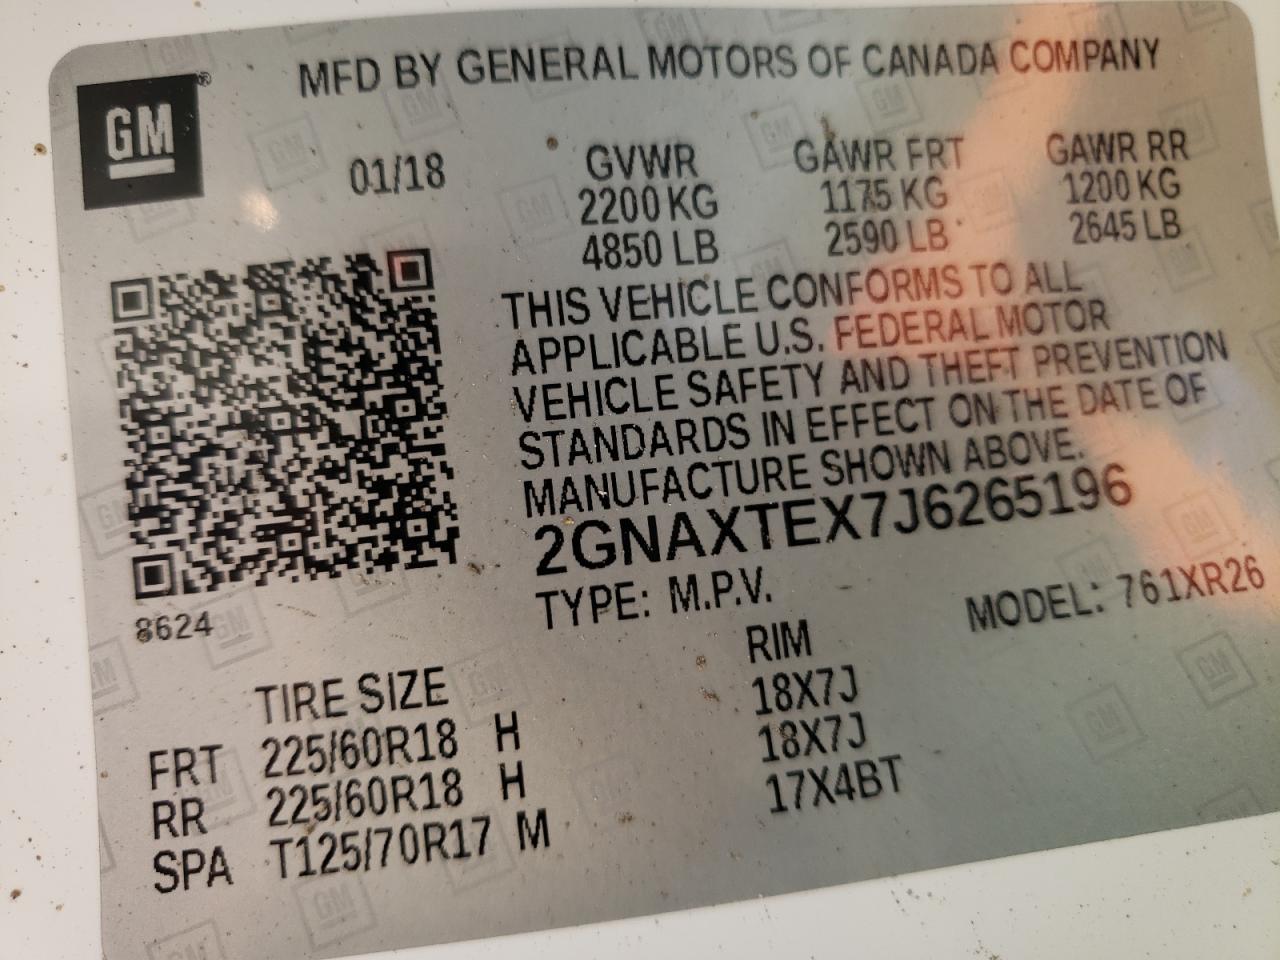 MFD BY GENERAL MOTORS OF CANADA COMPANY
GM®
01/18
GVWR GAWR FRT GAWR RR
2200 KG 1175 KG 1200 KG
4850 LB 2590 LB 2645 LB
THIS VEHICLE CONFORMS TO ALL
APPLICABLE U.S. FEDERAL MOTOR
VEHICLE SAFETY AND THEFT PREVENTION
STANDARDS IN EFFECT ON THE DATE OF
MANUFACTURE SHOWN ABOVE.
2GNAXTEX7J6265196
TYPE: M.P.V. MODEL: 761XR26
8624
TIRE SIZE RIM
FRT 225/60R18 H 18X7J
RR 225/60R18 H 18X7J
SPA T125/70R17 M 17X4BT